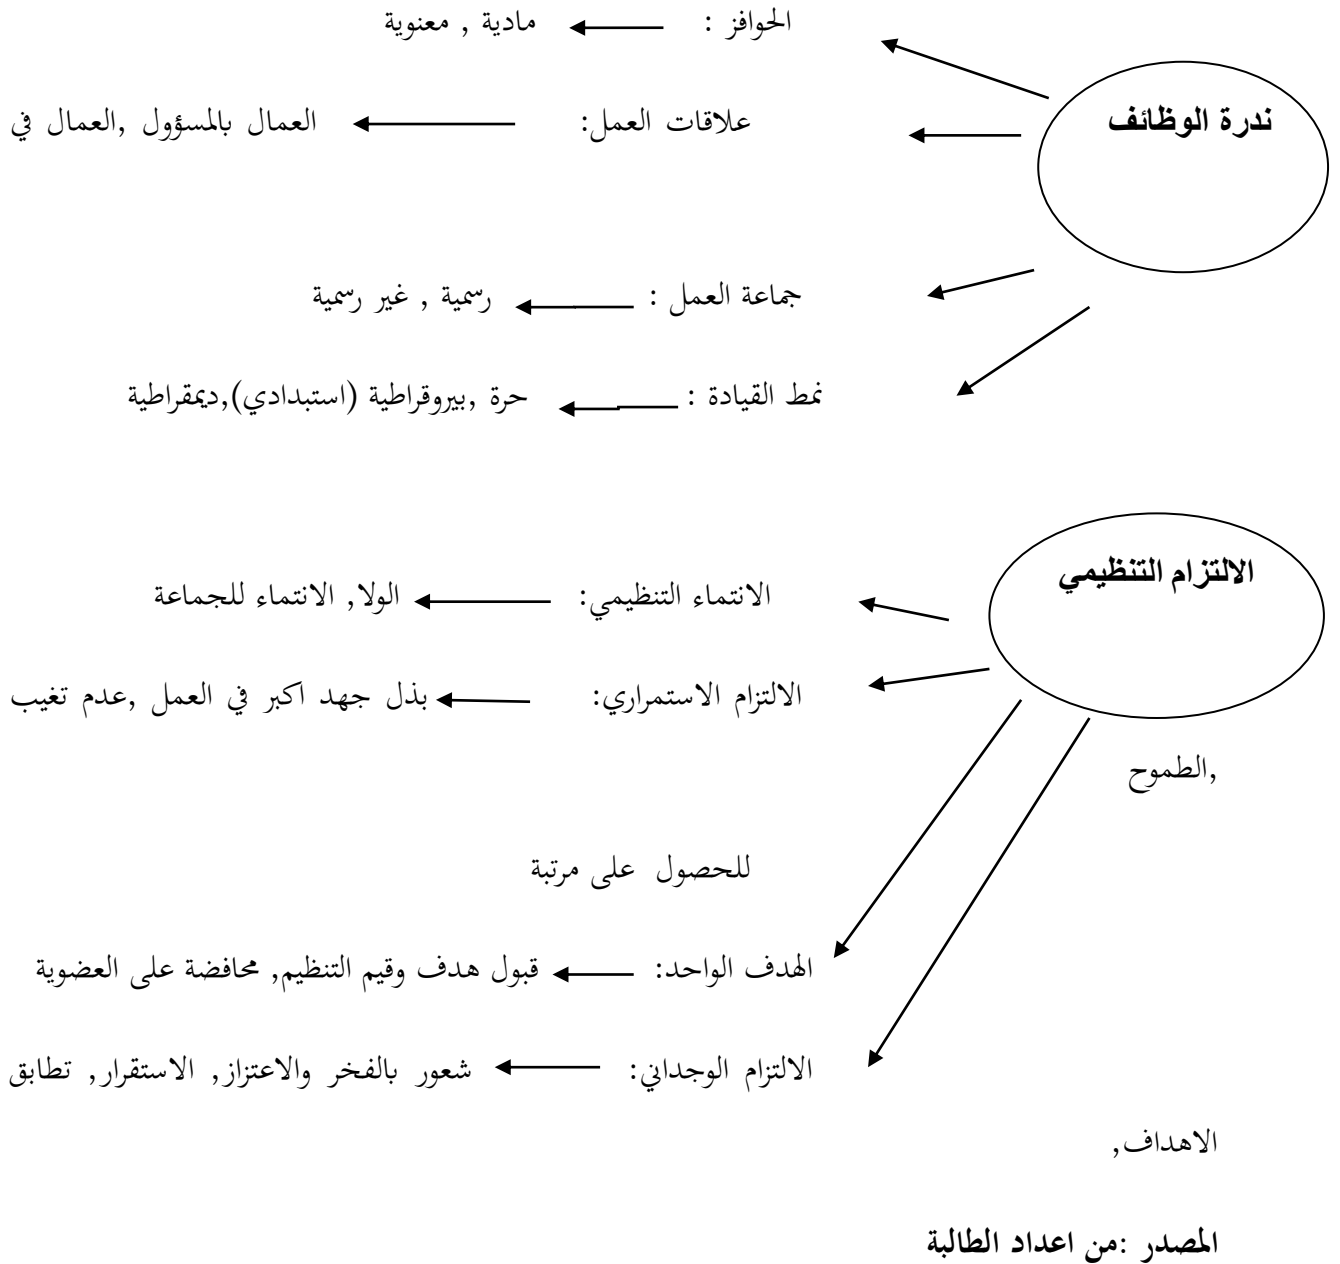 الحوافز : مادية , معنوية
ندرة الوظائف
علاقات العمل: العمال بالمسؤول ,العمال في
جماعة العمل : رسمية , غير رسمية
نمط القيادة : حرة ,بيروقراطية (استبدادي),ديمقراطية
الالتزام التنظيمي
الانتماء التنظيمي: الولا, الانتماء للجماعة
الالتزام الاستمراري: بذل جهد اكبر في العمل ,عدم تغيب
,الطموح
للحصول على مرتبة
الهدف الواحد: قبول هدف وقيم التنظيم, محافضة على العضوية
الالتزام الوجداني: شعور بالفخر والاعتزاز, الاستقرار, تطابق
الاهداف,
المصدر :من اعداد الطالبة